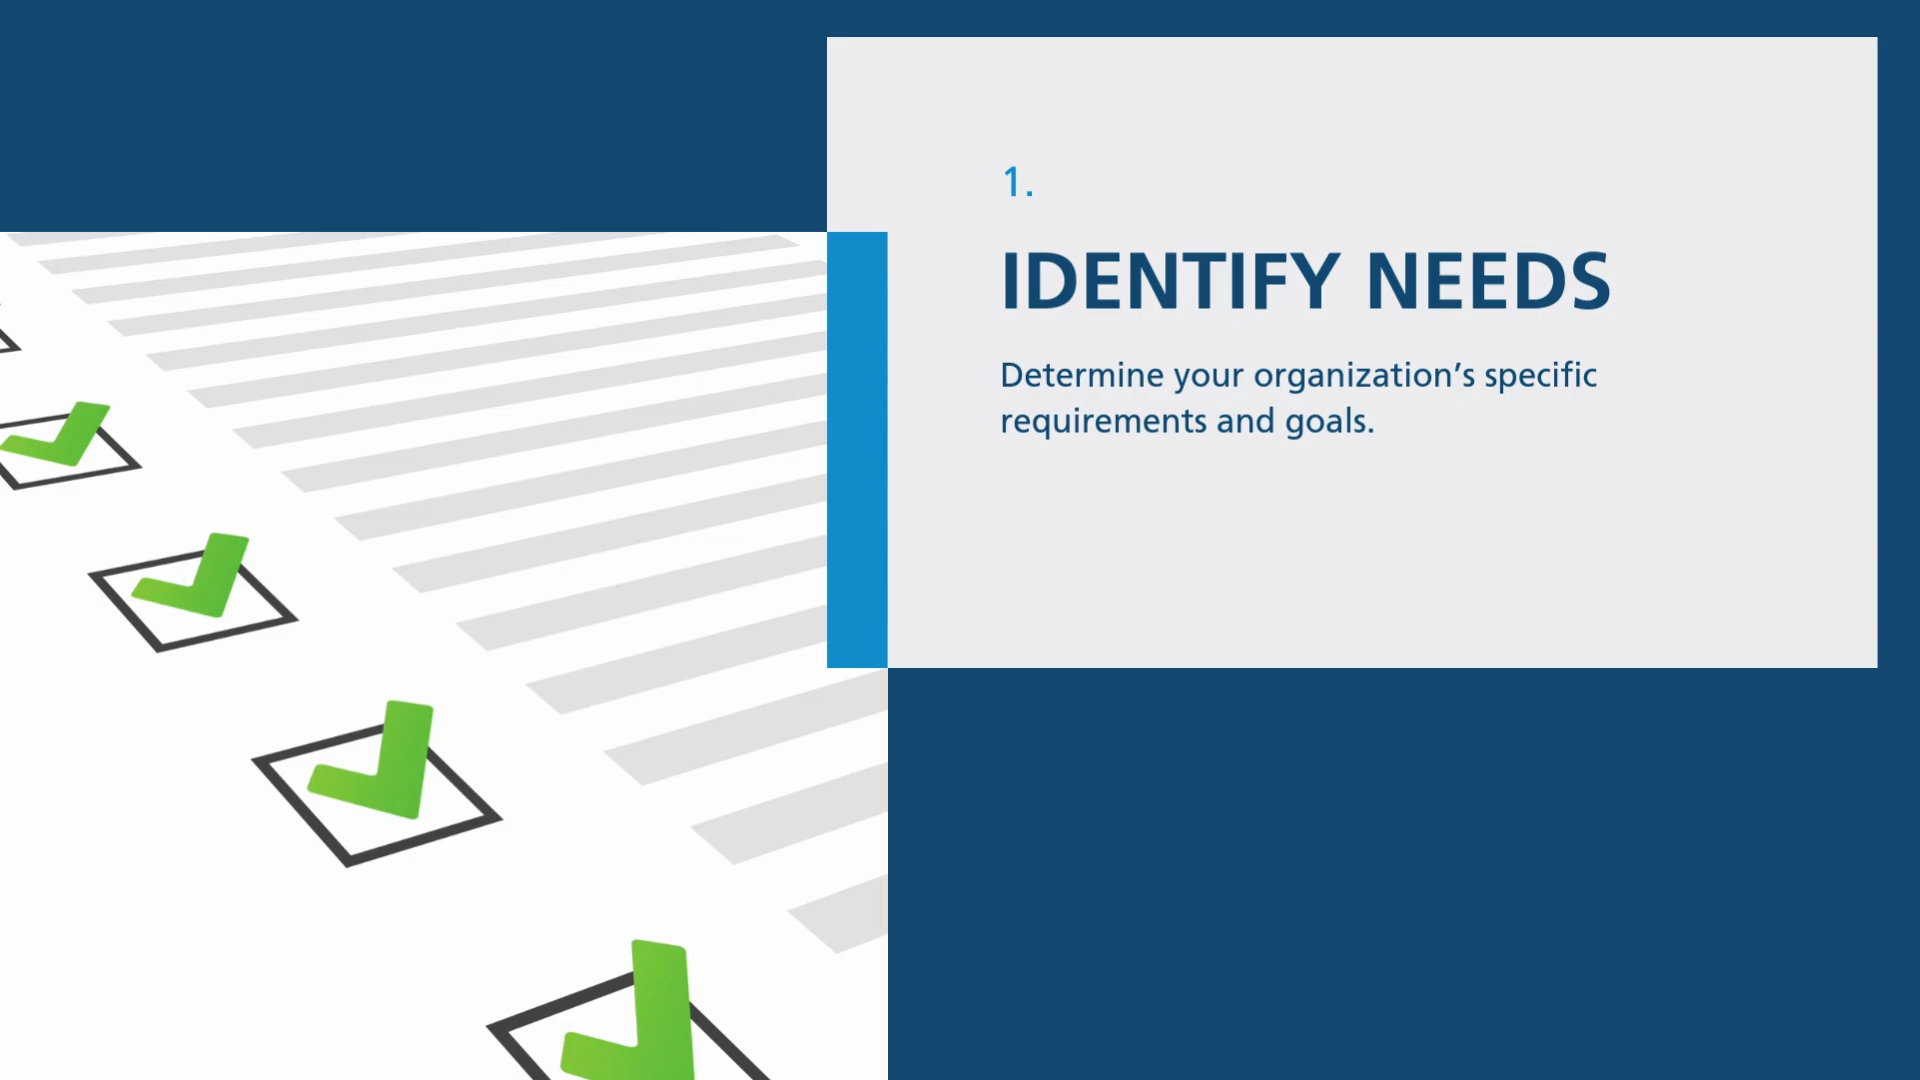 1.
IDENTIFY NEEDS
Determine your organization’s specific
requirements and goals.